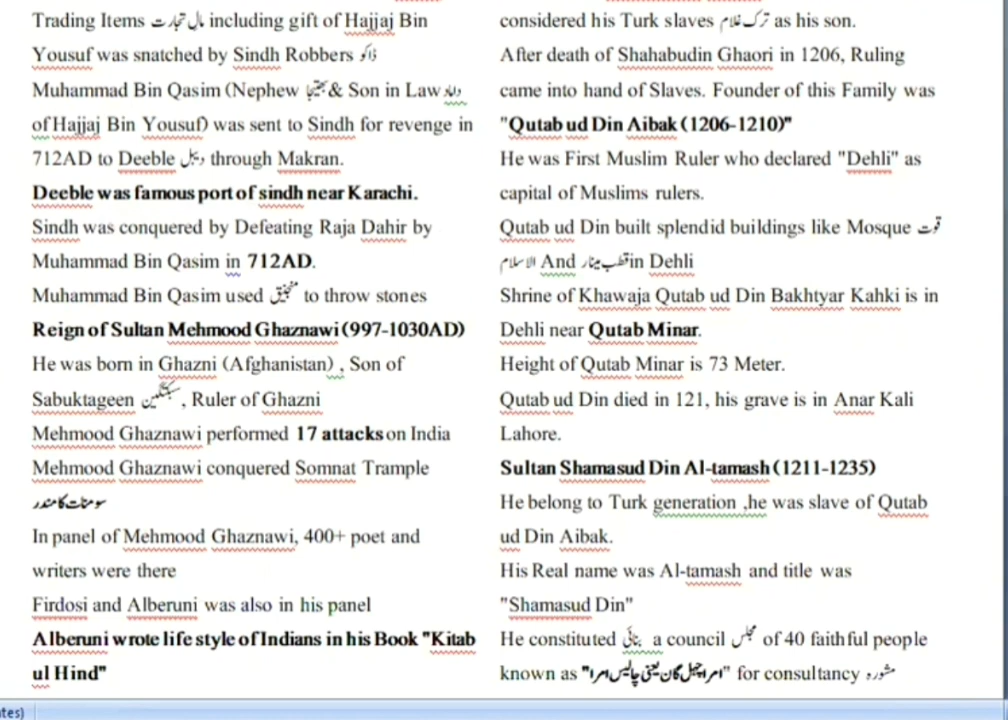 Trading Items مال تجارت including gift of Hajjaj Bin
Yousuf was snatched by Sindh Robbers ڈاکو
Muhammad Bin Qasim (Nephew بھتیجا & Son in Law داماد
of Hajjaj Bin Yousuf) was sent to Sindh for revenge in
712AD to Deeble دیبل through Makran.
Deeble was famous port of sindh near Karachi.
Sindh was conquered by Defeating Raja Dahir by
Muhammad Bin Qasim in 712AD.
Muhammad Bin Qasim used منجنیق to throw stones
Reign of Sultan Mehmood Ghaznawi (997-1030AD)
He was born in Ghazni (Afghanistan) , Son of
Sabuktageen سبکتگین , Ruler of Ghazni
Mehmood Ghaznawi performed 17 attacks on India
Mehmood Ghaznawi conquered Somnat Trample
سومنات کا مندر
In panel of Mehmood Ghaznawi, 400+ poet and
writers were there
Firdosi and Alberuni was also in his panel
Alberuni wrote life style of Indians in his Book "Kitab
ul Hind"
considered his Turk slaves ترک غلام as his son.
After death of Shahabudin Ghaori in 1206, Ruling
came into hand of Slaves. Founder of this Family was
"Qutab ud Din Aibak (1206-1210)"
He was First Muslim Ruler who declared "Dehli" as
capital of Muslims rulers.
Qutab ud Din built splendid buildings like Mosque قوت
الاسلام And قطب مینار in Dehli
Shrine of Khawaja Qutab ud Din Bakhtyar Kahki is in
Dehli near Qutab Minar.
Height of Qutab Minar is 73 Meter.
Qutab ud Din died in 121, his grave is in Anar Kali
Lahore.
Sultan Shamasud Din Al-tamash (1211-1235)
He belong to Turk generation ,he was slave of Qutab
ud Din Aibak.
His Real name was Al-tamash and title was
"Shamasud Din"
He constituted بنائی a council مجلس of 40 faithful people
known as "امرا چہل گان یعنی چالیس امرا" for consultancy مشورہ
tes)